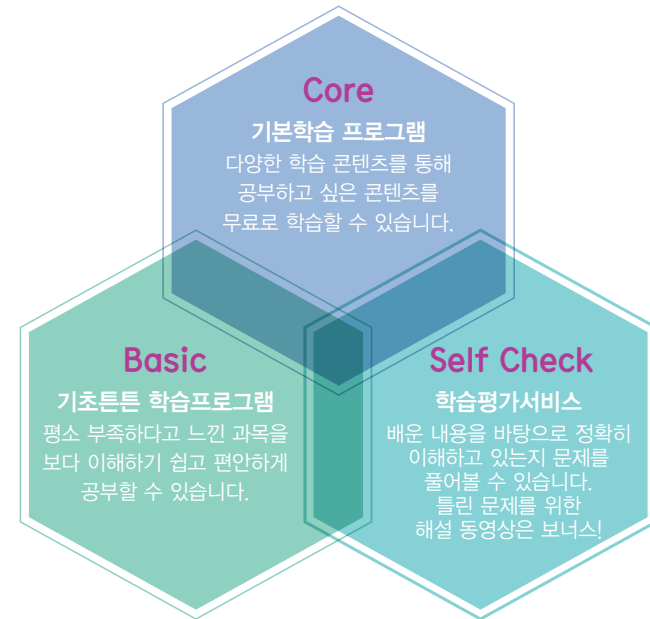 Core
기본학습 프로그램
다양한 학습 콘텐츠를 통해
공부하고 싶은 콘텐츠를
무료로 학습할 수 있습니다.
Basic
기초튼튼 학습프로그램
평소 부족하다고 느낀 과목을
보다 이해하기 쉽고 편안하게
공부할 수 있습니다.
Self Check
학습평가서비스
배운 내용을 바탕으로 정확히
이해하고 있는지 문제를
풀어볼 수 있습니다.
틀린 문제를 위한
해설 동영상은 보너스!